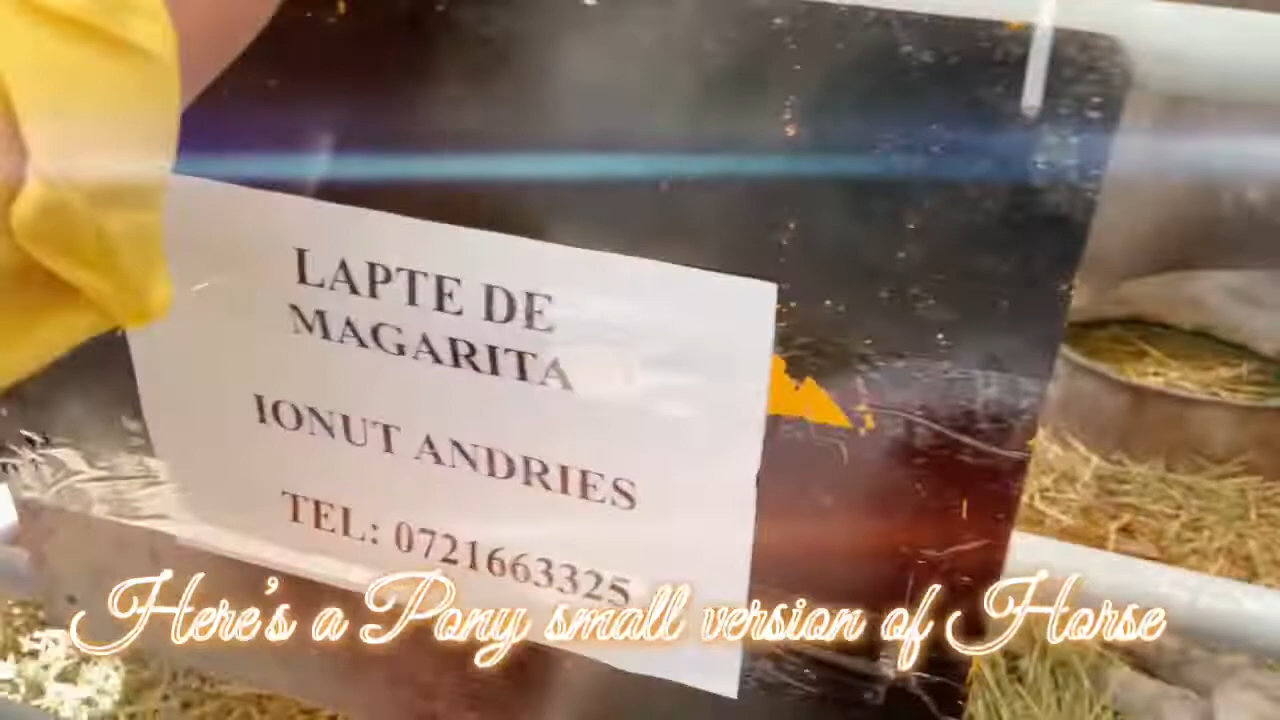 LAPTE DE
MAGARITA
IONUT ANDRIES
TEL: 0721663325
Here's a Pony small version of Horse